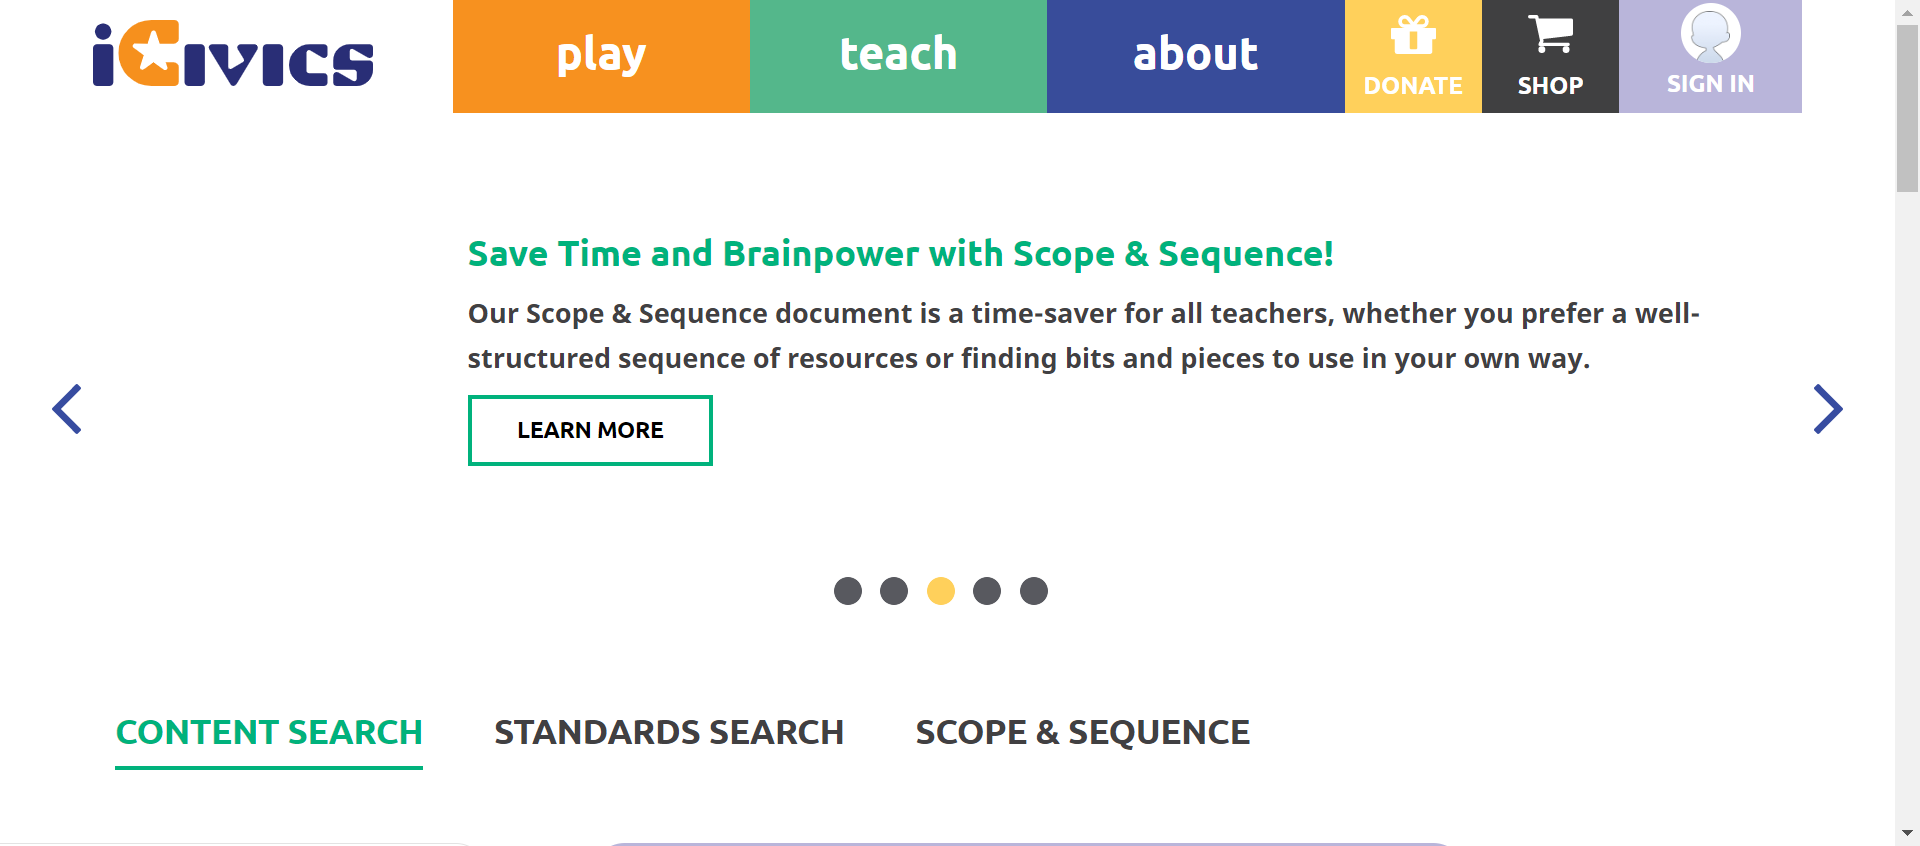 iCivics
play
teach
about
DONATE
SHOP
SIGN IN
Save Time and Brainpower with Scope & Sequence!
Our Scope & Sequence document is a time-saver for all teachers, whether you prefer a well-
structured sequence of resources or finding bits and pieces to use in your own way.
LEARN MORE
CONTENT SEARCH
STANDARDS SEARCH
SCOPE & SEQUENCE